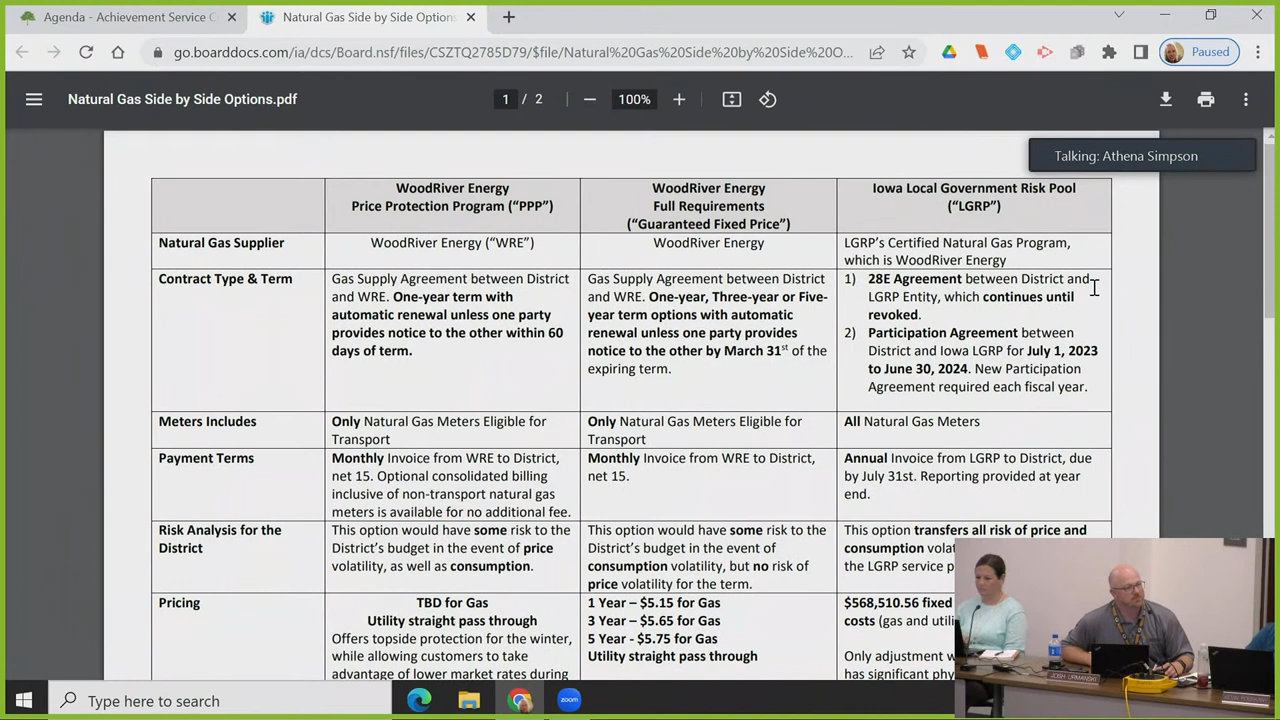 Agenda - Achievement Service C
Natural Gas Side by Side Options.
go.boarddocs.com/ia/dcs/Board.nsf/files/CSZTC2785D79/$file/Natural%20Gas%20Side%20by%20Side%20O...
Paused
Natural Gas Side by Side Options.pdf
1 / 2
100%
Talking: Athena Simpson
WoodRiver Energy
Price Protection Program ("PPP")
WoodRiver Energy
Full Requirements
("Guaranteed Fixed Price")
Iowa Local Government Risk Pool
("LGRP")
Natural Gas Supplier
WoodRiver Energy ("WRE")
WoodRiver Energy
LGRP's Certified Natural Gas Program,
which is WoodRiver Energy
Contract Type & Term
Gas Supply Agreement between District
and WRE. One-year term with
automatic renewal unless one party
provides notice to the other within 60
days of term.
Gas Supply Agreement between District
and WRE. One-year, Three-year or Five-
year term options with automatic
renewal unless one party provides
notice to the other by March 31st of the
expiring term.
1) 28E Agreement between District and
LGRP Entity, which continues until
revoked.
2) Participation Agreement between
District and Iowa LGRP for July 1, 2023
to June 30, 2024. New Participation
Agreement required each fiscal year.
Meters Includes
Only Natural Gas Meters Eligible for
Transport
Only Natural Gas Meters Eligible for
Transport
All Natural Gas Meters
Payment Terms
Monthly Invoice from WRE to District,
net 15. Optional consolidated billing
inclusive of non-transport natural gas
meters is available for no additional fee.
Monthly Invoice from WRE to District,
net 15.
Annual Invoice from LGRP to District, due
by July 31st. Reporting provided at year
end.
Risk Analysis for the
District
This option would have some risk to the
District's budget in the event of price
volatility, as well as consumption.
This option would have some risk to the
District's budget in the event of
consumption volatility, but no risk of
price volatility for the term.
This option transfers all risk of price and
consumption vola
the LGRP service p
Pricing
TBD for Gas
Utility straight pass through
Offers topside protection for the winter,
while allowing customers to take
advantage of lower market rates during
1 Year – $5.15 for Gas
3 Year – $5.65 for Gas
5 Year - $5.75 for Gas
Utility straight pass through
$568,510.56 fixed
costs (gas and utili
Only adjustment w
has significant phy
JOSH URMANSKI
Type here to search
zoom